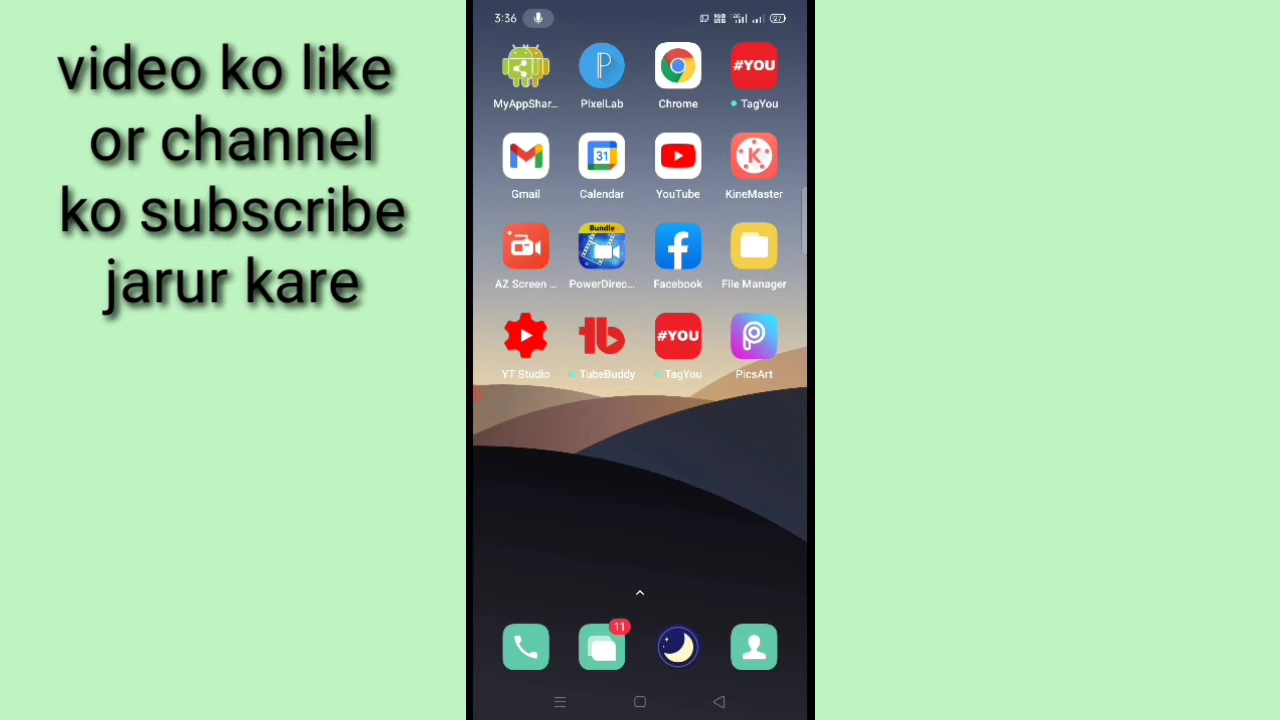 video ko like
or channel
ko subscribe
jarur kare
3:36
27
MyAppShar...
PixelLab
Chrome
#YOU
TagYou
31
Gmail
Calendar
YouTube
KineMaster
Bundle
AZ Screen ...
PowerDirec...
Facebook
File Manager
#YOU
YT Studio
TubeBuddy
TagYou
PicsArt
11